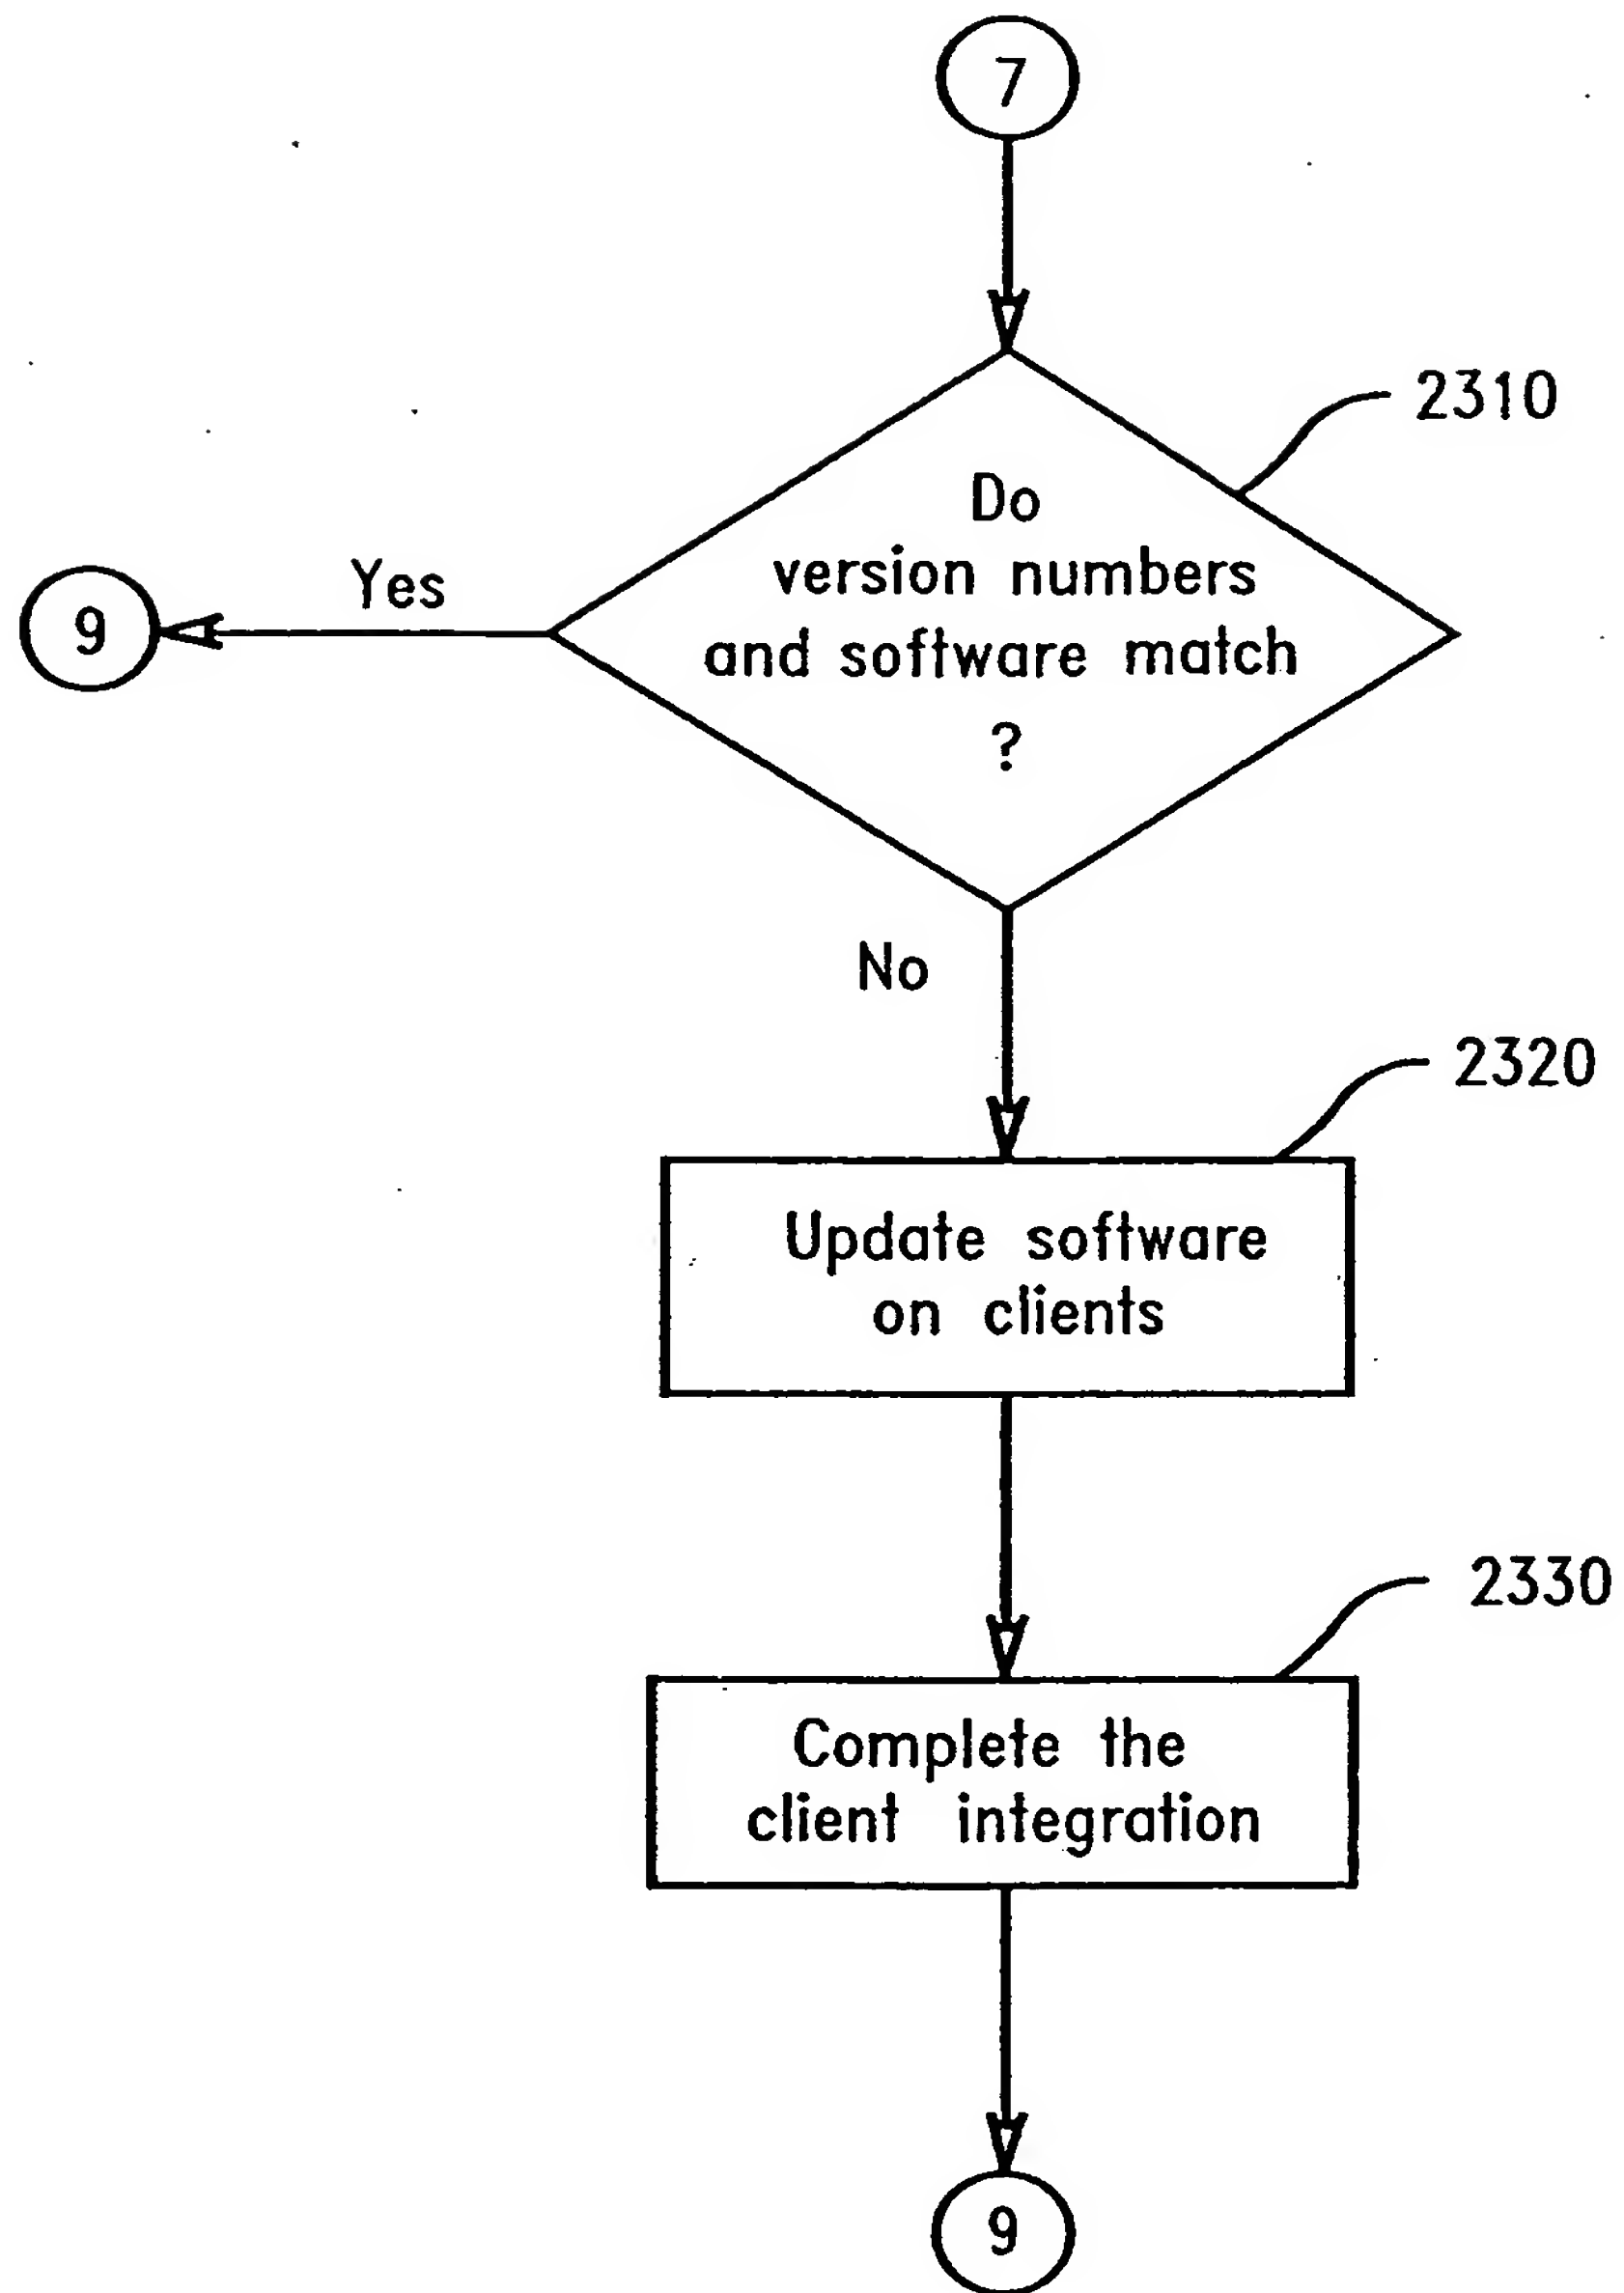 7
2310
Do
version numbers
and software match
?
Yes
9
No
2320
Update software
on clients
2330
Complete the
client integration
9